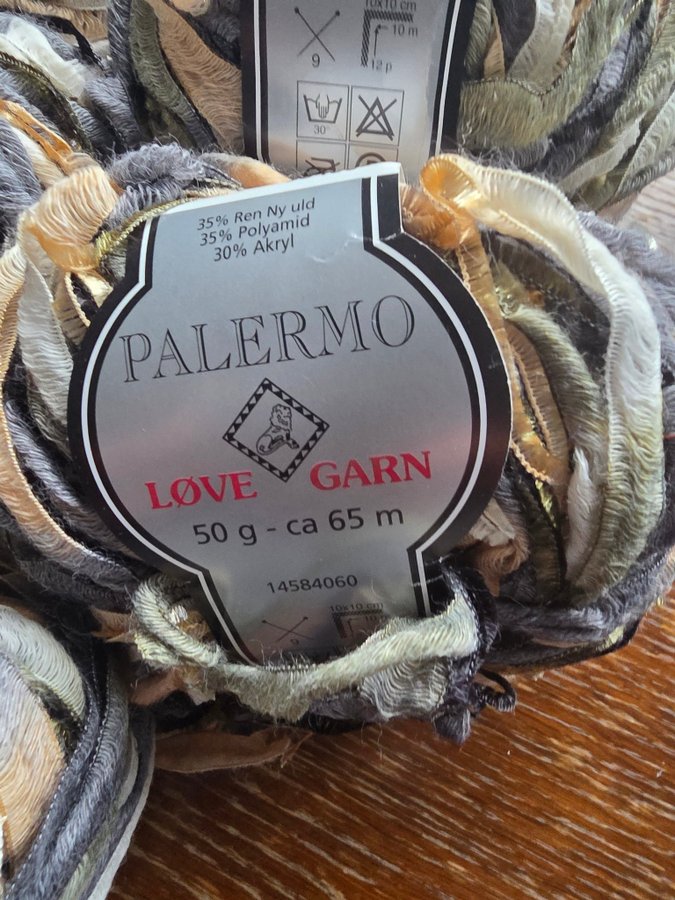 10x10 cm
10 m
9
12 p
30°
35% Ren Ny uld
35% Polyamid
30% Akryl
PALERMO
LØVE GARN
50 g - ca 65 m
14584060
10x10 cm
9